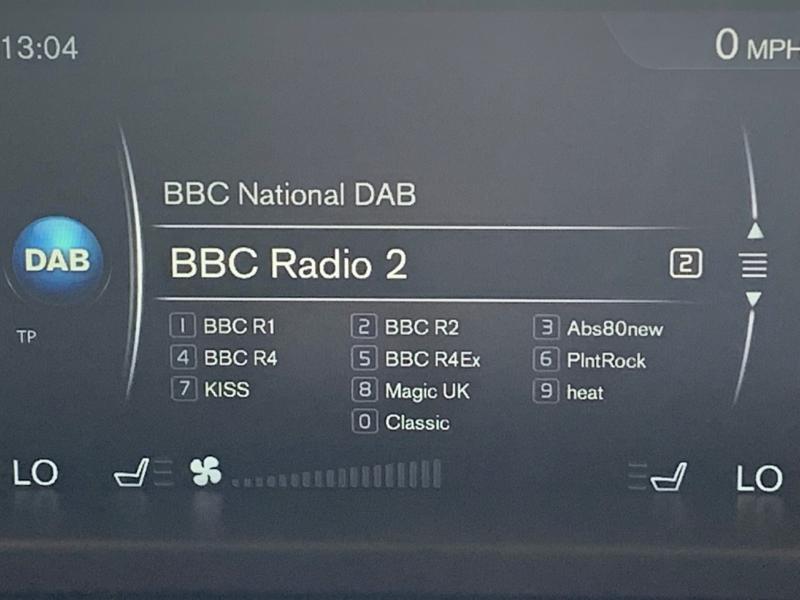 13:04 0 MPH
BBC National DAB
DAB BBC Radio 2 2
TP
1 BBC R1 2 BBC R2 3 Abs80new
4 BBC R4 5 BBC R4Ex 6 PlntRock
7 KISS 8 Magic UK 9 heat
0 Classic
LO LO